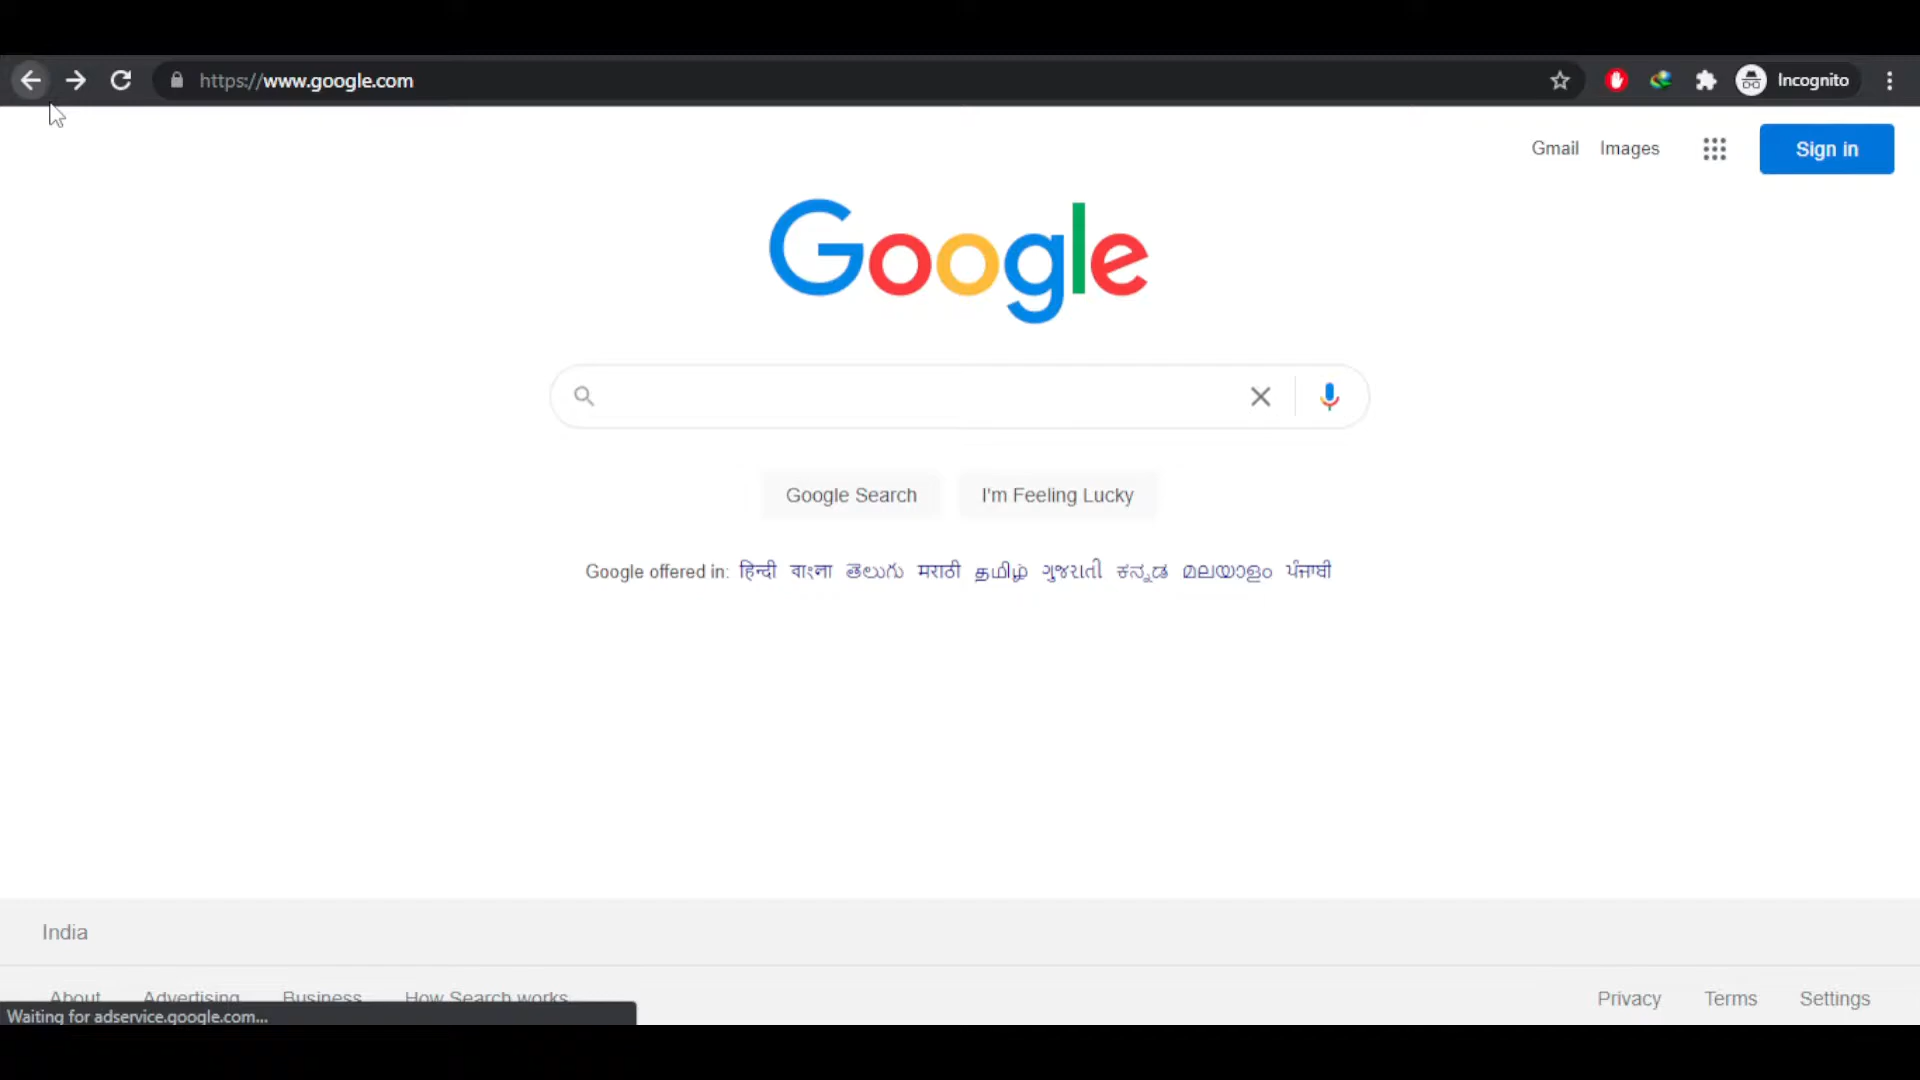 https://www.google.com
Incognito
Gmail Images
Sign in
Google
Google Search I'm Feeling Lucky
Google offered in: हिन्दी বাংলা తెలుగు मराठी தமிழ் ગુજરાતી ಕನ್ನಡ മലയാളം ਪੰਜਾਬੀ
India
About Advertising Business How Search works Privacy Terms Settings
Waiting for adservice.google.com...